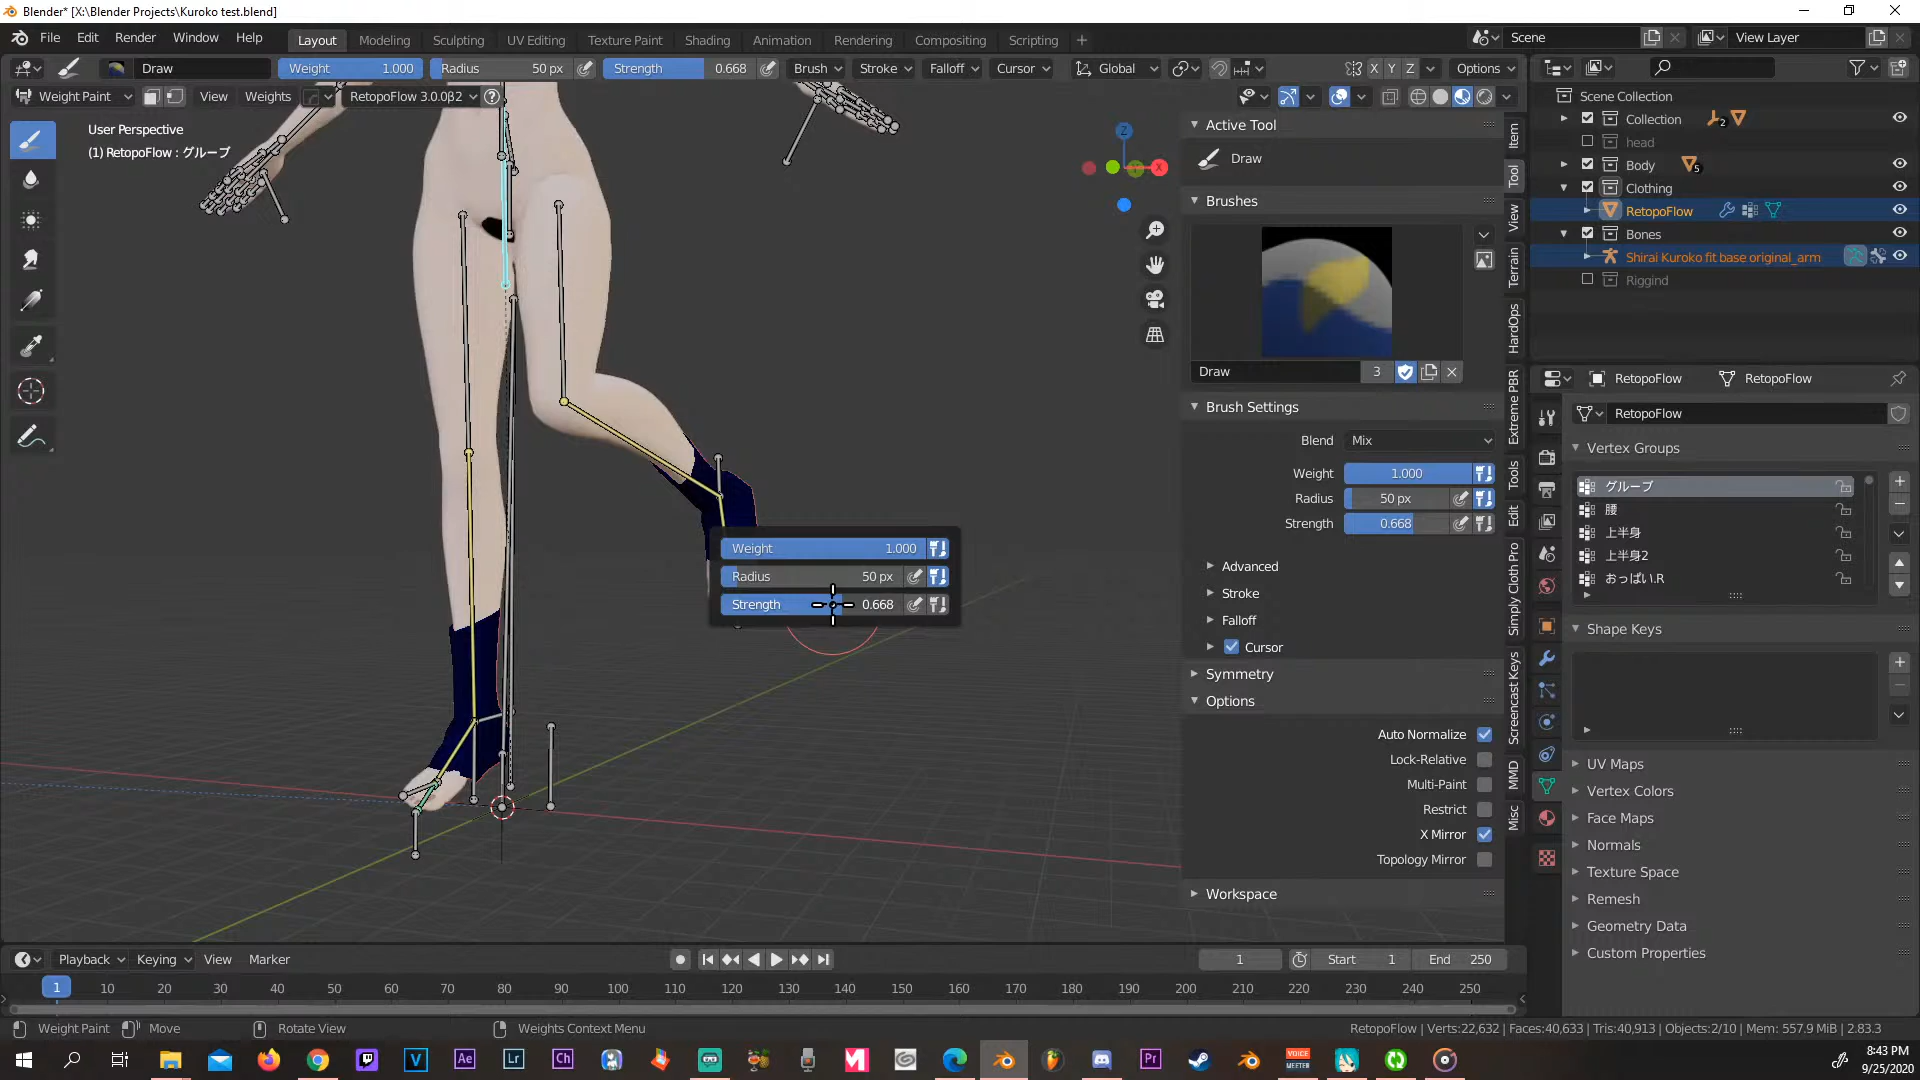 Blender* [X:\Blender Projects\Kuroko test.blend]
File Edit Render Window Help
Layout Modeling Sculpting UV Editing Texture Paint Shading Animation Rendering Compositing Scripting +
Scene
View Layer
Draw
Weight 1.000
Radius 50 px
Strength 0.668
Brush Stroke Falloff Cursor
Global
X Y Z
Options
Weight Paint
View Weights
RetopoFlow 3.0.0β2
User Perspective
(1) RetopoFlow : グループ
Z
X
Weight 1.000
Radius 50 px
Strength 0.668
Active Tool
Draw
Brushes
Draw 3
Brush Settings
Blend Mix
Weight 1.000
Radius 50 px
Strength 0.668
Advanced
Stroke
Falloff
Cursor
Symmetry
Options
Auto Normalize
Lock-Relative
Multi-Paint
Restrict
X Mirror
Topology Mirror
Workspace
Item
Tool
View
Terrain
HardOps
Extreme PBR
Tools
Edit
Simply Cloth Pro
Screencast Keys
MMD
Misc
Scene Collection
Collection 2
head
Body 5
Clothing
RetopoFlow
Bones
Shirai Kuroko fit base original_arm
Riggind
RetopoFlow
RetopoFlow
RetopoFlow
Vertex Groups
グループ
腰
上半身
上半身2
おっぱい.R
Shape Keys
UV Maps
Vertex Colors
Face Maps
Normals
Texture Space
Remesh
Geometry Data
Custom Properties
Playback Keying View Marker
1
Start 1
End 250
1 10 20 30 40 50 60 70 80 90 100 110 120 130 140 150 160 170 180 190 200 210 220 230 240 250
Weight Paint Move Rotate View Weights Context Menu
RetopoFlow | Verts:22,632 | Faces:40,633 | Tris:40,913 | Objects:2/10 | Mem: 557.9 MiB | 2.83.3
V Ae Lr Ch M Pr VOICE MEETER
8:43 PM
9/25/2020